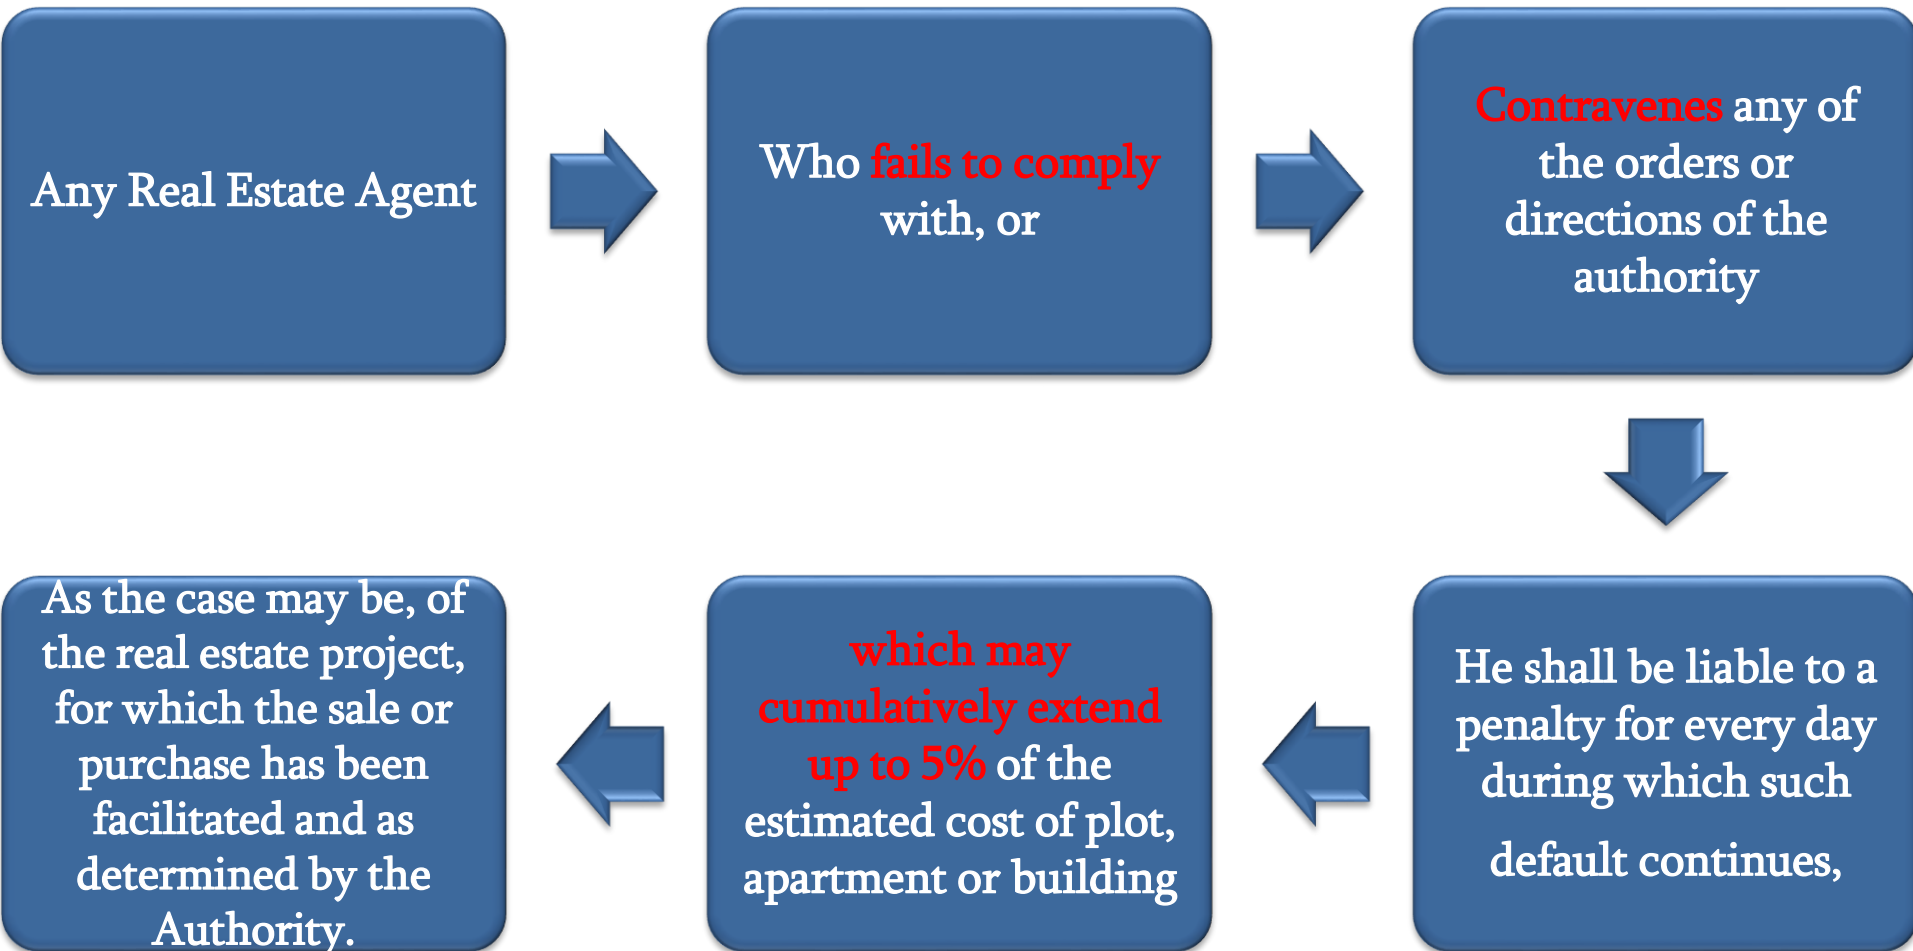 Any Real Estate Agent
Who fails to comply
with, or
Contravenes any of
the orders or
directions of the
authority
He shall be liable to a
penalty for every day
during which such
default continues,
which may
cumulatively extend
up to 5% of the
estimated cost of plot,
apartment or building
As the case may be, of
the real estate project,
for which the sale or
purchase has been
facilitated and as
determined by the
Authority.